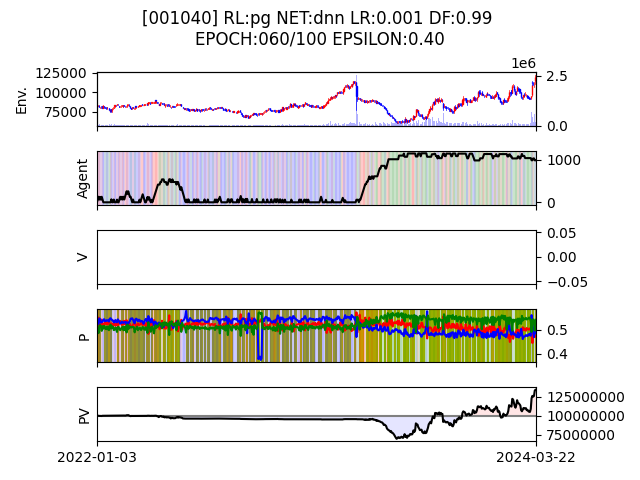 [001040] RL:pg NET:dnn LR:0.001 DF:0.99
EPOCH:060/100 EPSILON:0.40
1e6
125000
100000
75000
Env.
2.5
0.0
Agent
1000
0
V
0.05
0.00
−0.05
P
0.5
0.4
PV
125000000
100000000
75000000
2022-01-03
2024-03-22